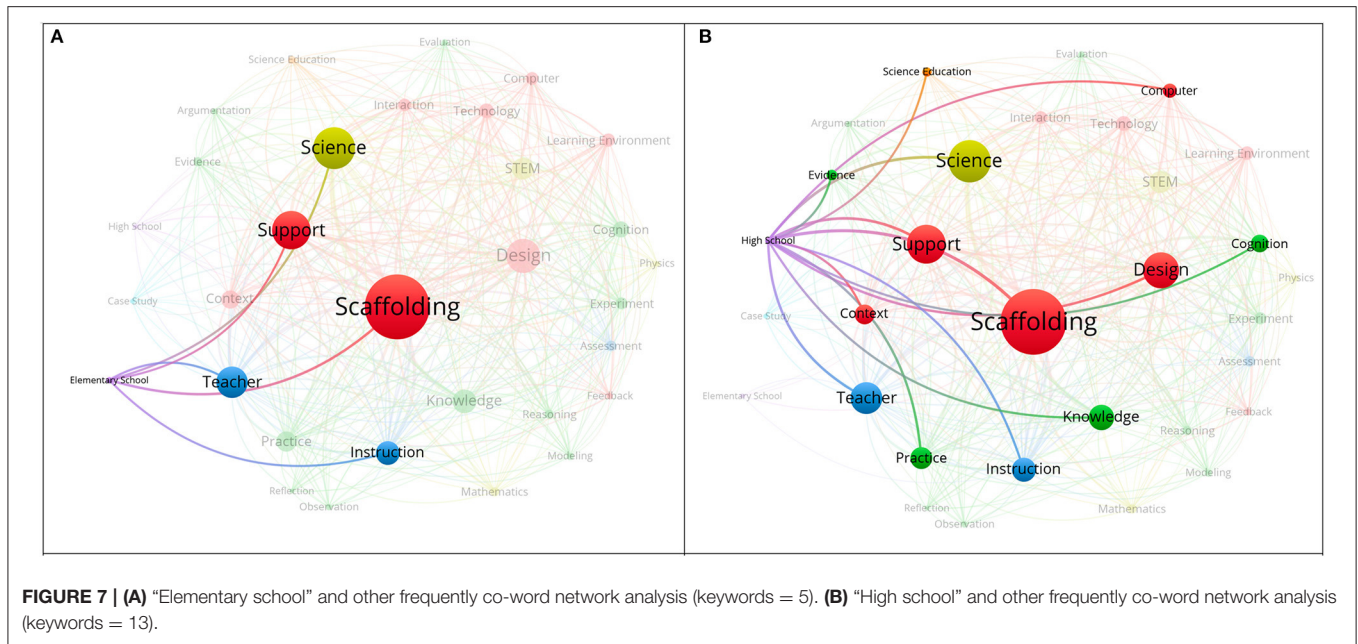 A
Evaluation
Science Education
Computer
Interaction
Technology
Argumentation
Science
Learning Environment
Evidence
STEM
High School
Support
Cognition
Design
Physics
Case Study
Context
Scaffolding
Experiment
Assessment
Elementary School
Teacher
Knowledge
Feedback
Reasoning
Practice
Instruction
Modeling
Reflection
Mathematics
Observation
B
Evaluation
Science Education
Computer
Interaction
Technology
Argumentation
Science
Learning Environment
Evidence
STEM
High School
Support
Cognition
Design
Physics
Case Study
Context
Scaffolding
Experiment
Assessment
Elementary School
Teacher
Knowledge
Feedback
Reasoning
Practice
Instruction
Modeling
Reflection
Mathematics
Observation
FIGURE 7 | (A) “Elementary school” and other frequently co-word network analysis (keywords = 5). (B) “High school” and other frequently co-word network analysis
(keywords = 13).